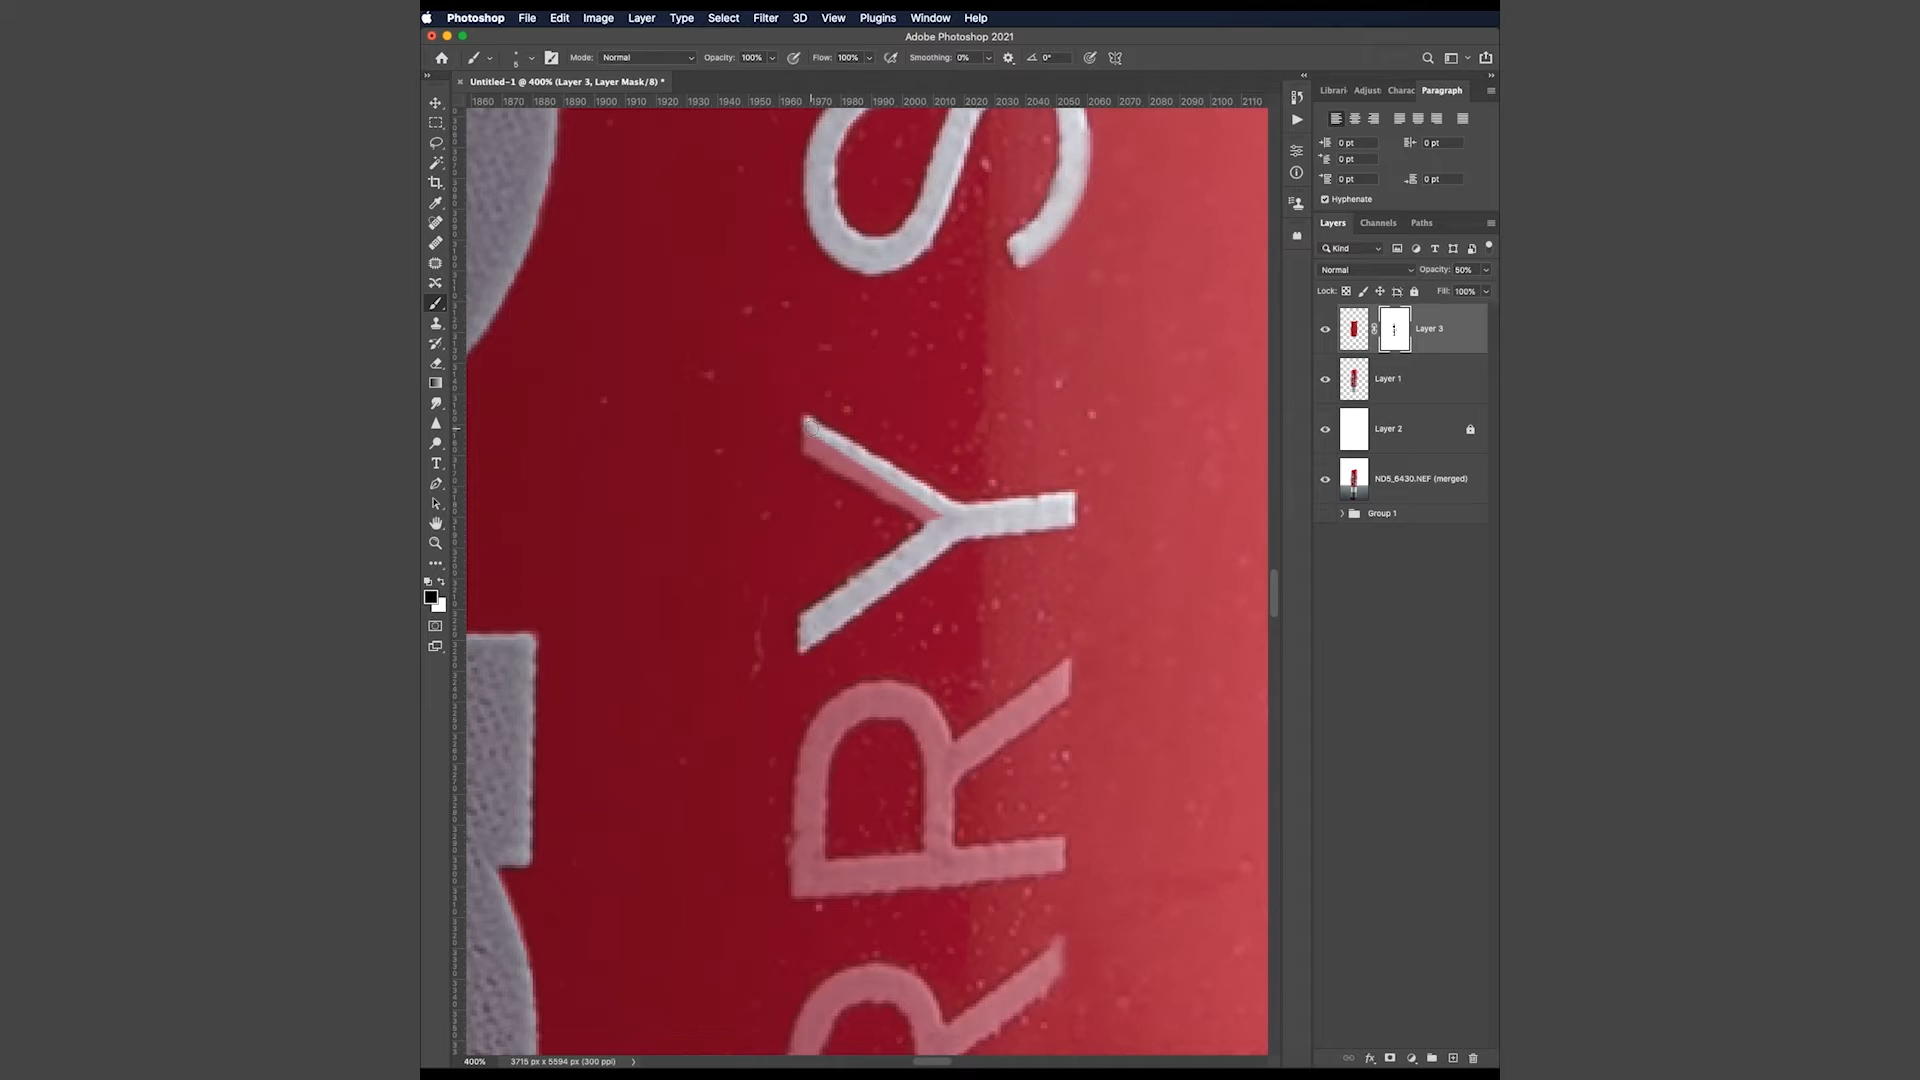 Photoshop File Edit Image Layer Type Select Filter 3D View Plugins Window Help
Adobe Photoshop 2021
5 Mode: Normal Opacity: 100% Flow: 100% Smoothing: 0% 0°
Untitled-1 @ 400% (Layer 3, Layer Mask/8) *
1860 1870 1880 1890 1900 1910 1920 1930 1940 1950 1960 1970 1980 1990 2000 2010 2020 2030 2040 2050 2060 2070 2080 2090 2100 2110
Librari Adjust Charac Paragraph
0 pt 0 pt
0 pt
0 pt 0 pt
Hyphenate
Layers Channels Paths
Kind
Normal Opacity: 50%
Lock: Fill: 100%
Layer 3
Layer 1
Layer 2
ND5_6430.NEF (merged)
Group 1
RRY S
400% 3715 px x 5594 px (300 ppi)